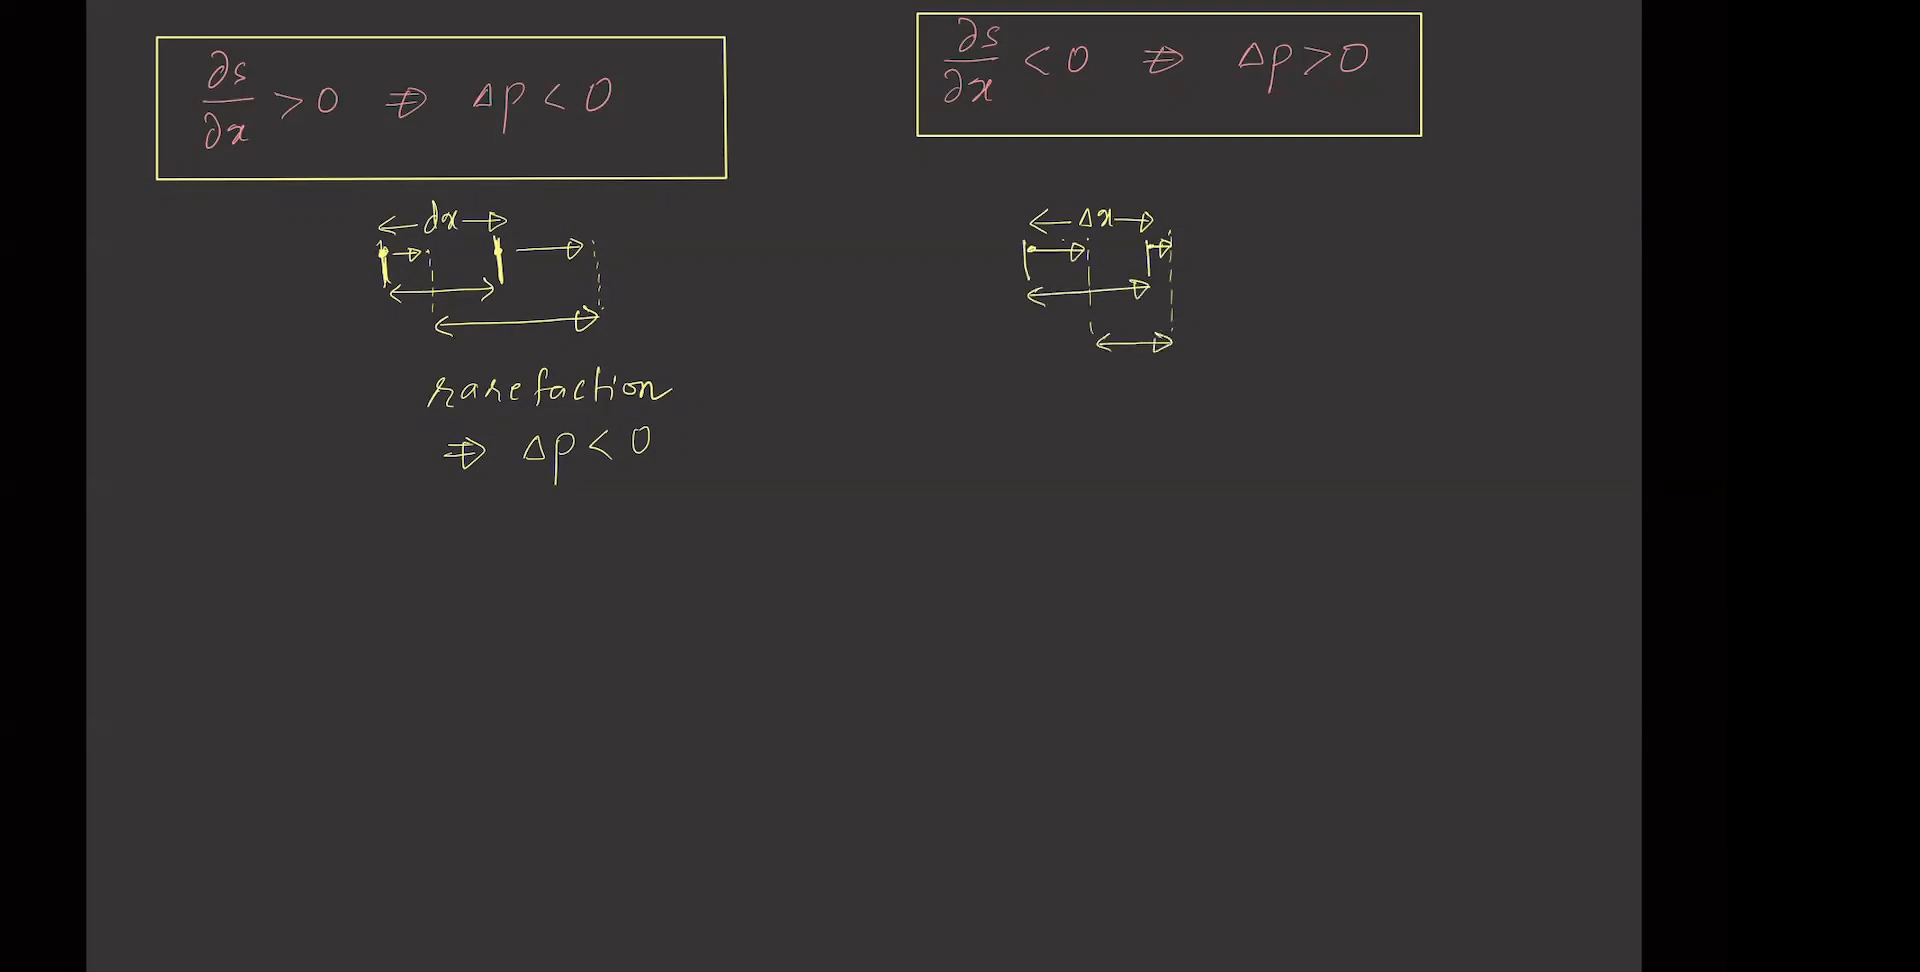 ∂s/∂x > 0 ⇒ Δp < 0
∂s/∂x < 0 ⇒ Δp > 0
dx
Δx
rarefaction
⇒ Δp < 0